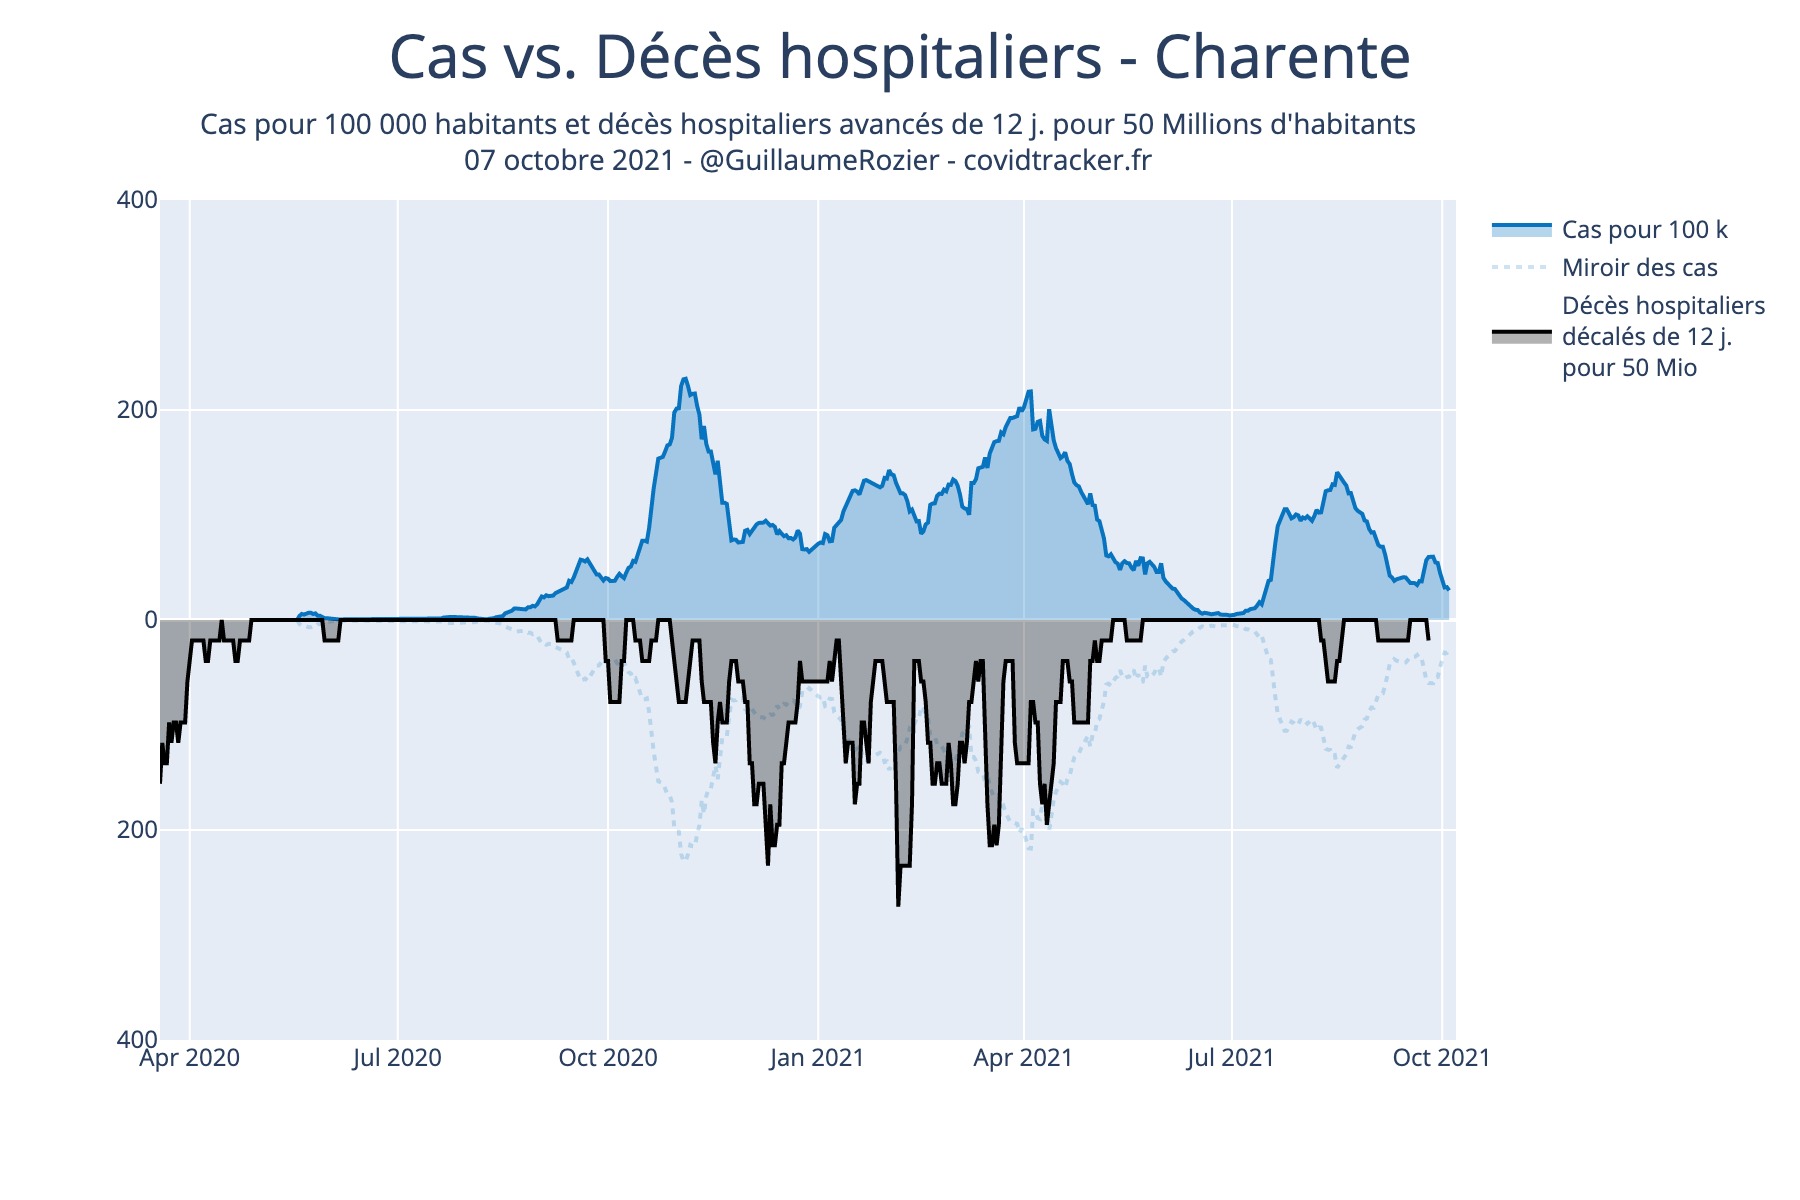 Cas vs. Décès hospitaliers - Charente
Cas pour 100 000 habitants et décès hospitaliers avancés de 12 j. pour 50 Millions d'habitants
07 octobre 2021 - @GuillaumeRozier - covidtracker.fr
400
200
0
200
400
Apr 2020
Jul 2020
Oct 2020
Jan 2021
Apr 2021
Jul 2021
Oct 2021
Cas pour 100 k
Miroir des cas
Décès hospitaliers
décalés de 12 j.
pour 50 Mio